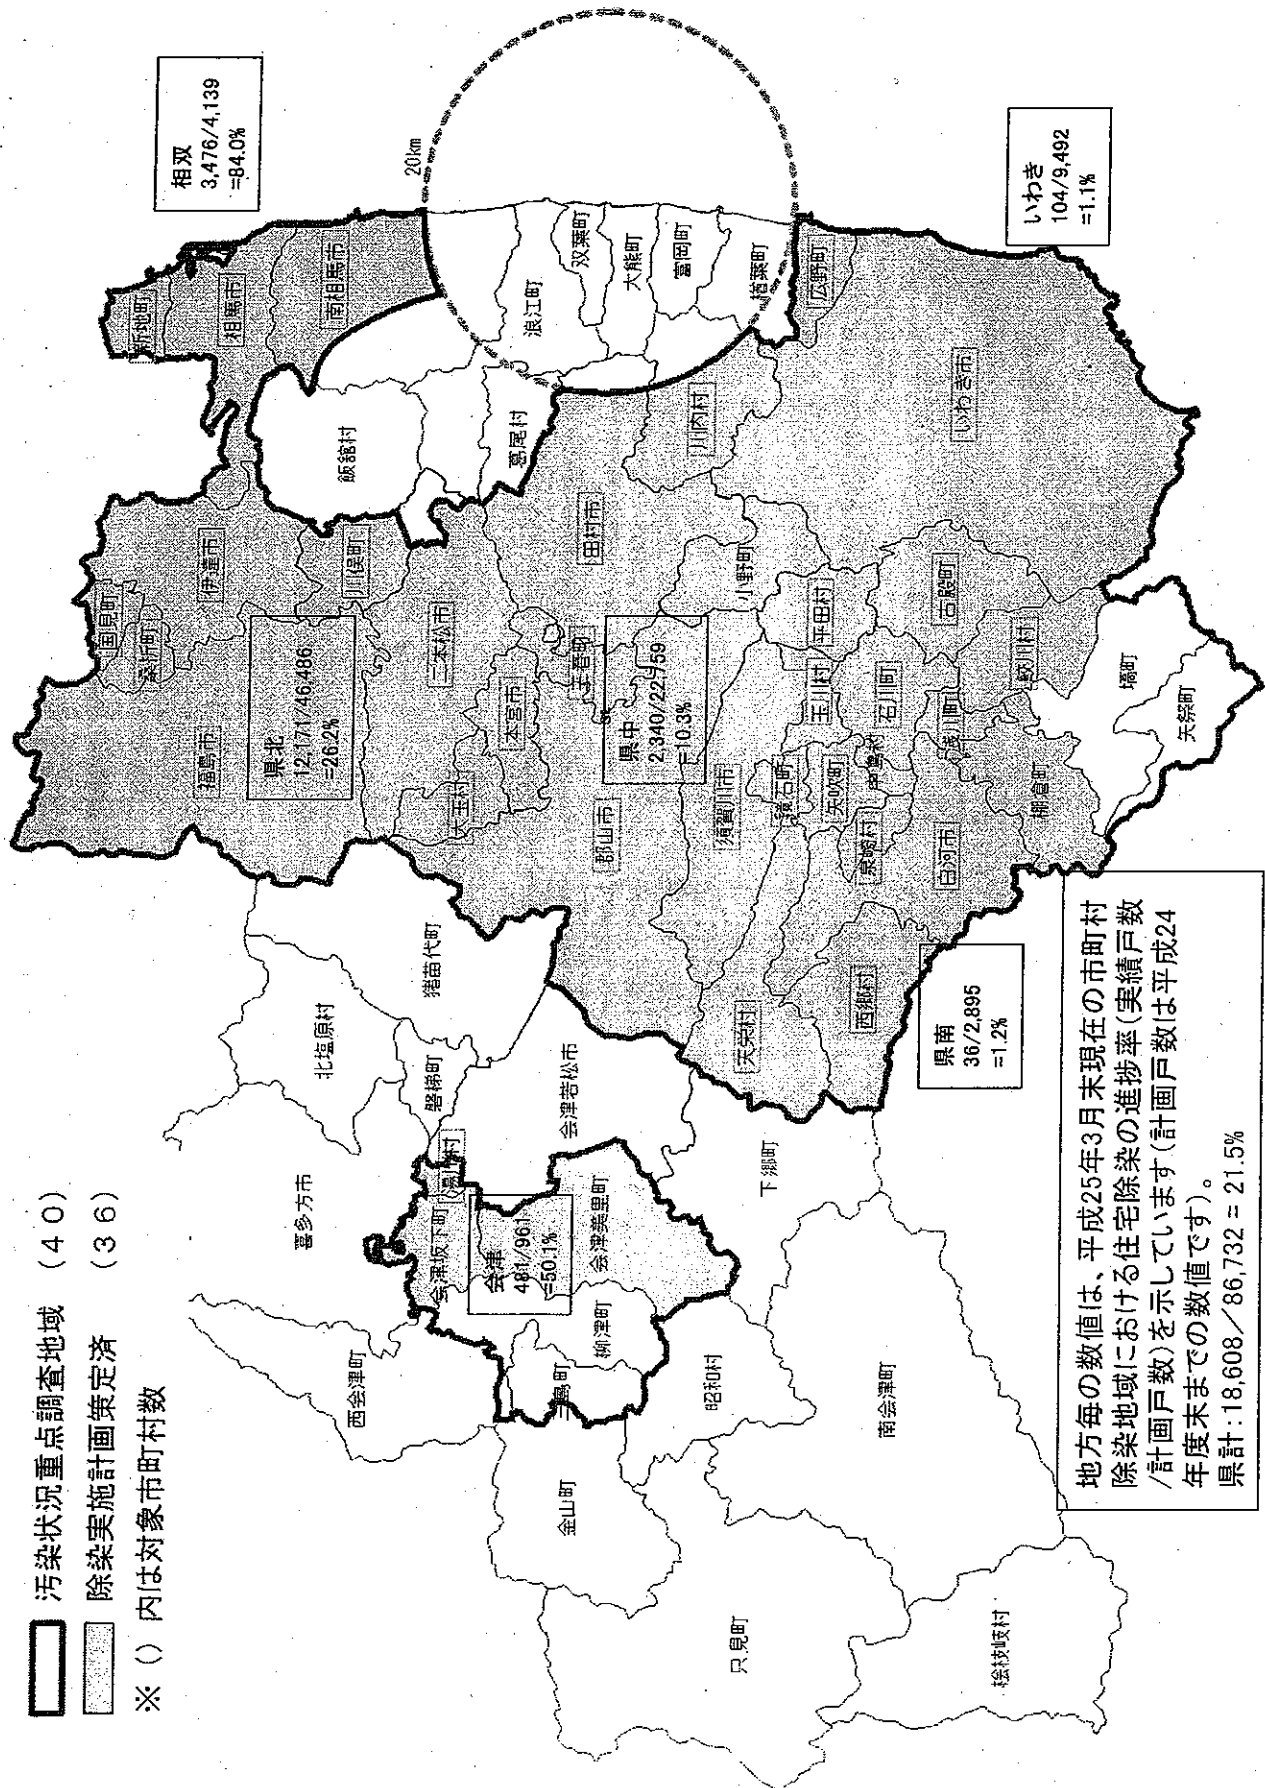 汚染状況重点調査地域 (40)
除染実施計画策定済 (36)
※()内は対象市町村数
相双
3,476/4,139
=84.0%
20km
いわき
104/9,492
=1.1%
県北
12,171/46,486
=26.2%
県中
2,340/22,759
=10.3%
県南
36/2,895
=1.2%
会津
481/961
=50.1%
新地町
相馬市
南相馬市
飯舘村
浪江町
双葉町
大熊町
富岡町
楢葉町
広野町
葛尾村
川内村
いわき市
国見町
桑折町
伊達市
福島市
川俣町
二本松市
大玉村
本宮市
三春町
田村市
郡山市
小野町
須賀川市
平田村
玉川村
鏡石町
石川町
矢吹町
中島村
古殿町
浅川町
泉崎村
白河市
鮫川村
棚倉町
塙町
矢祭町
天栄村
西郷村
猪苗代町
北塩原村
磐梯町
会津若松市
喜多方市
湯川村
会津坂下町
会津美里町
柳津町
三島町
西会津町
下郷町
昭和村
金山町
南会津町
只見町
桧枝岐村
地方毎の数値は、平成25年3月末現在の市町村
除染地域における住宅除染の進捗率(実績戸数
/計画戸数)を示しています(計画戸数は平成24
年度末までの数値です)。
県計:18,608/86,732=21.5%